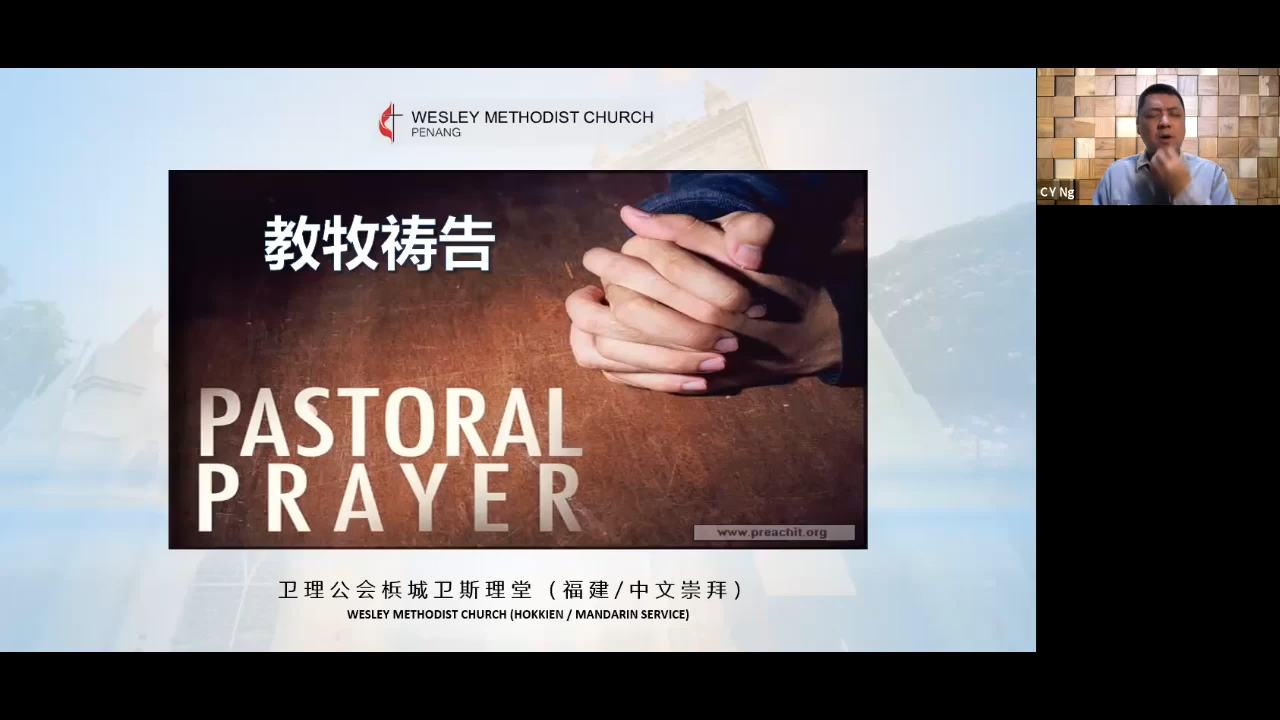 WESLEY METHODIST CHURCH
PENANG
教牧祷告
PASTORAL
PRAYER
www.preachit.org
卫理公会槟城卫斯理堂 (福建/中文崇拜)
WESLEY METHODIST CHURCH (HOKKIEN / MANDARIN SERVICE)
CY Ng